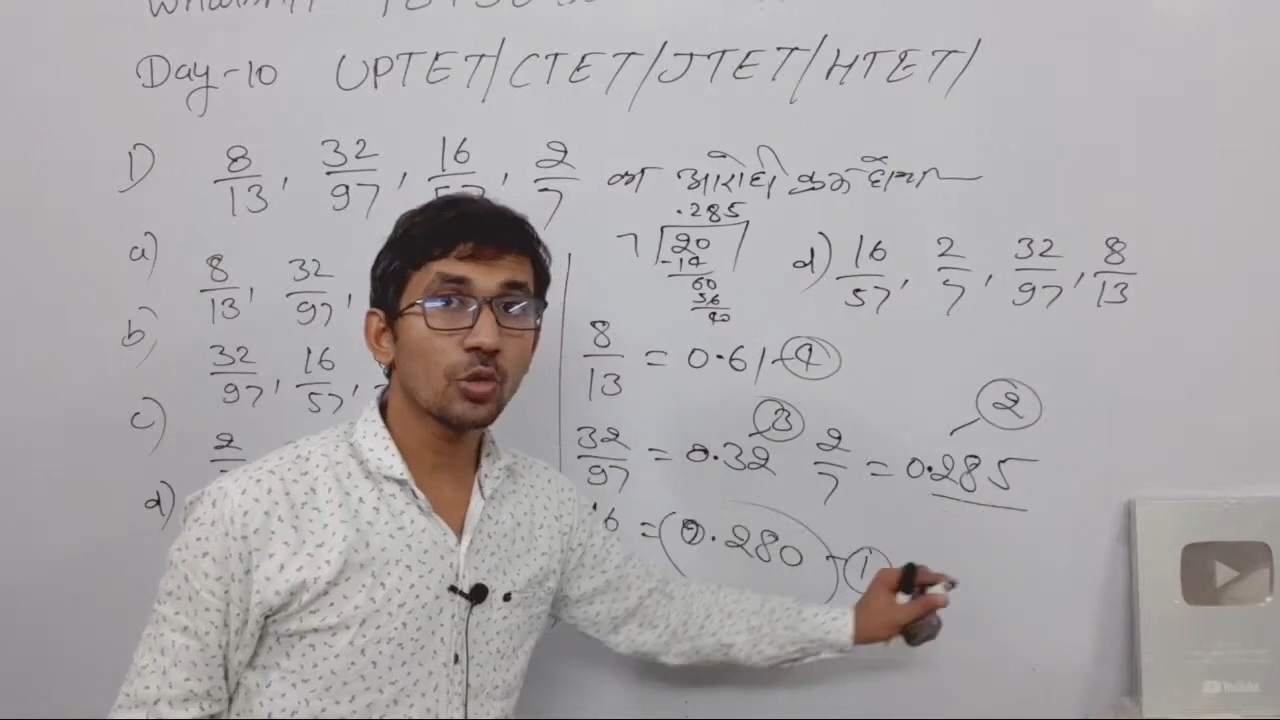 Day-10 UPTET/CTET/JTET/HTET/
1) 8/13, 32/97, 16/57, 2/7 का आरोही क्रम होगा
.285
7 20
-14
60
56
40
a) 8/13, 32/97,
b) 32/97, 16/57,
c) 2
d)
d) 16/57, 2/7, 32/97, 8/13
8/13 = 0.61 - 4
32/97 = 0.32 3
2/7 = 0.285 2
16 = (0.280) - 1
YouTube